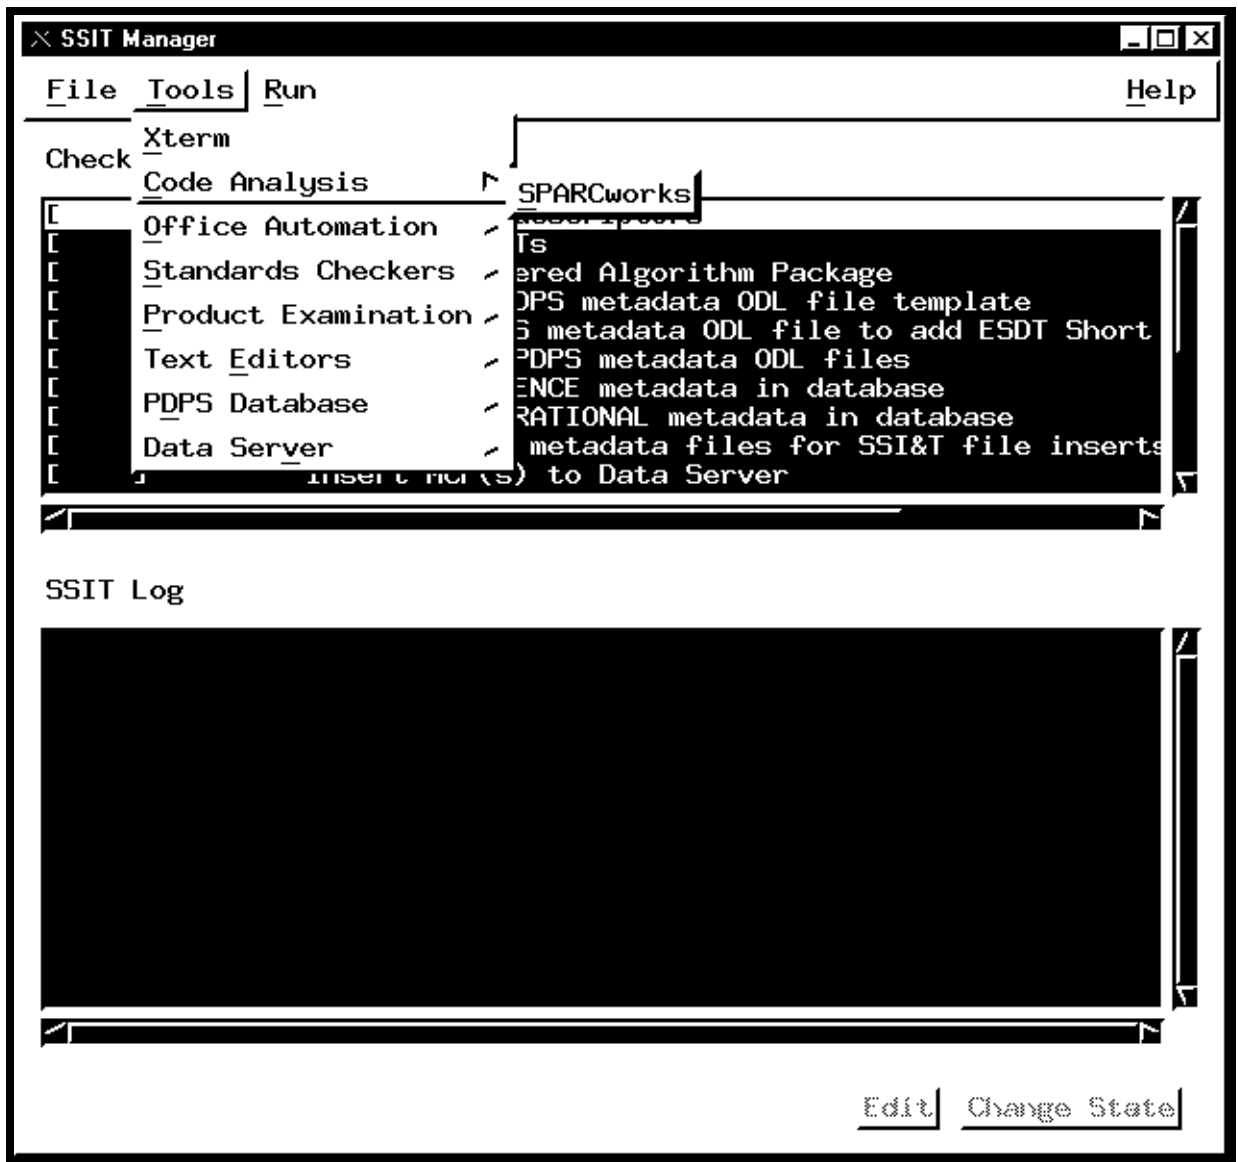 SSIT Manager
File Tools Run Help
Xterm
Check
Code Analysis
SPARCworks
[
Office Automation
[ Ts
Standards Checkers
[ ered Algorithm Package
[ DPS metadata ODL file template
Product Examination
[ S metadata ODL file to add ESDT Short
Text Editors
[ PDPS metadata ODL files
[ ENCE metadata in database
PDPS Database
[ RATIONAL metadata in database
Data Server
[ metadata files for SSI&T file inserts
[ ] Insert MCF(s) to Data Server
SSIT Log
Edit Change State